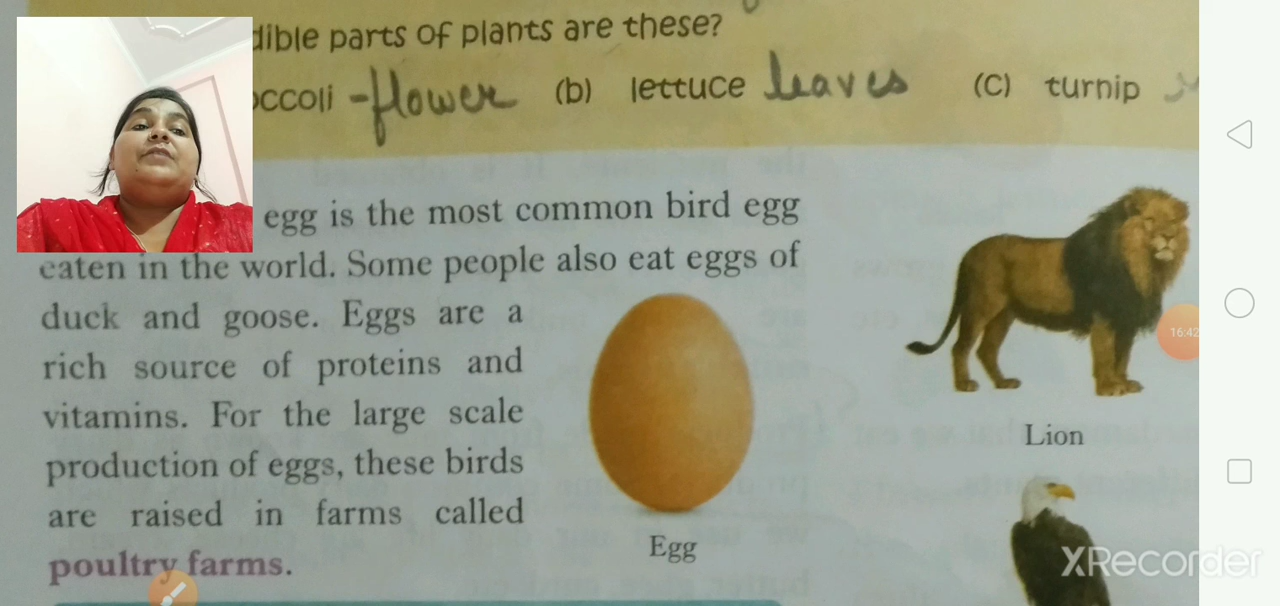 dible parts of plants are these?
occoli - flower (b) lettuce leaves (C) turnip
egg is the most common bird egg
eaten in the world. Some people also eat eggs of
duck and goose. Eggs are a
rich source of proteins and
vitamins. For the large scale
production of eggs, these birds
are raised in farms called
poultry farms.
Egg
Lion
16:42
XRecorder